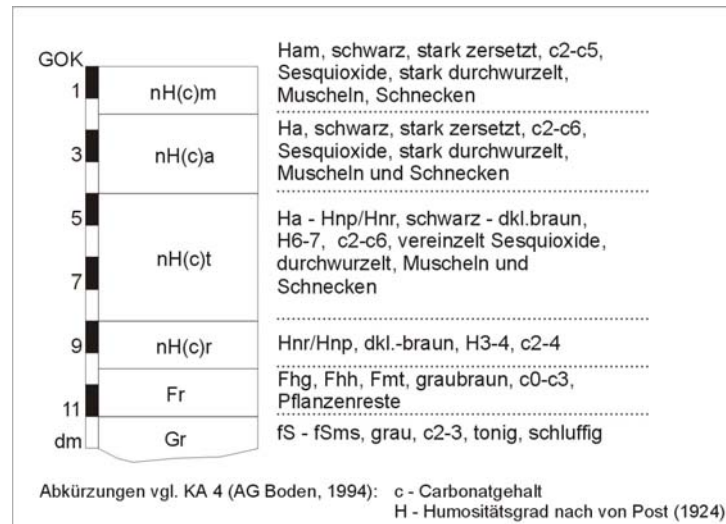 GOK
1
3
5
7
9
11
dm
nH(c)m
nH(c)a
nH(c)t
nH(c)r
Fr
Gr
Ham, schwarz, stark zersetzt, c2-c5,
Sesquioxide, stark durchwurzelt,
Muscheln, Schnecken
Ha, schwarz, stark zersetzt, c2-c6,
Sesquioxide, stark durchwurzelt,
Muscheln und Schnecken
Ha - Hnp/Hnr, schwarz - dkl.braun,
H6-7, c2-c6, vereinzelt Sesquioxide,
durchwurzelt, Muscheln und
Schnecken
Hnr/Hnp, dkl.-braun, H3-4, c2-4
Fhg, Fhh, Fmt, graubraun, c0-c3,
Pflanzenreste
fS - fSms, grau, c2-3, tonig, schluffig
Abkürzungen vgl. KA 4 (AG Boden, 1994): c - Carbonatgehalt
H - Humositätsgrad nach von Post (1924)